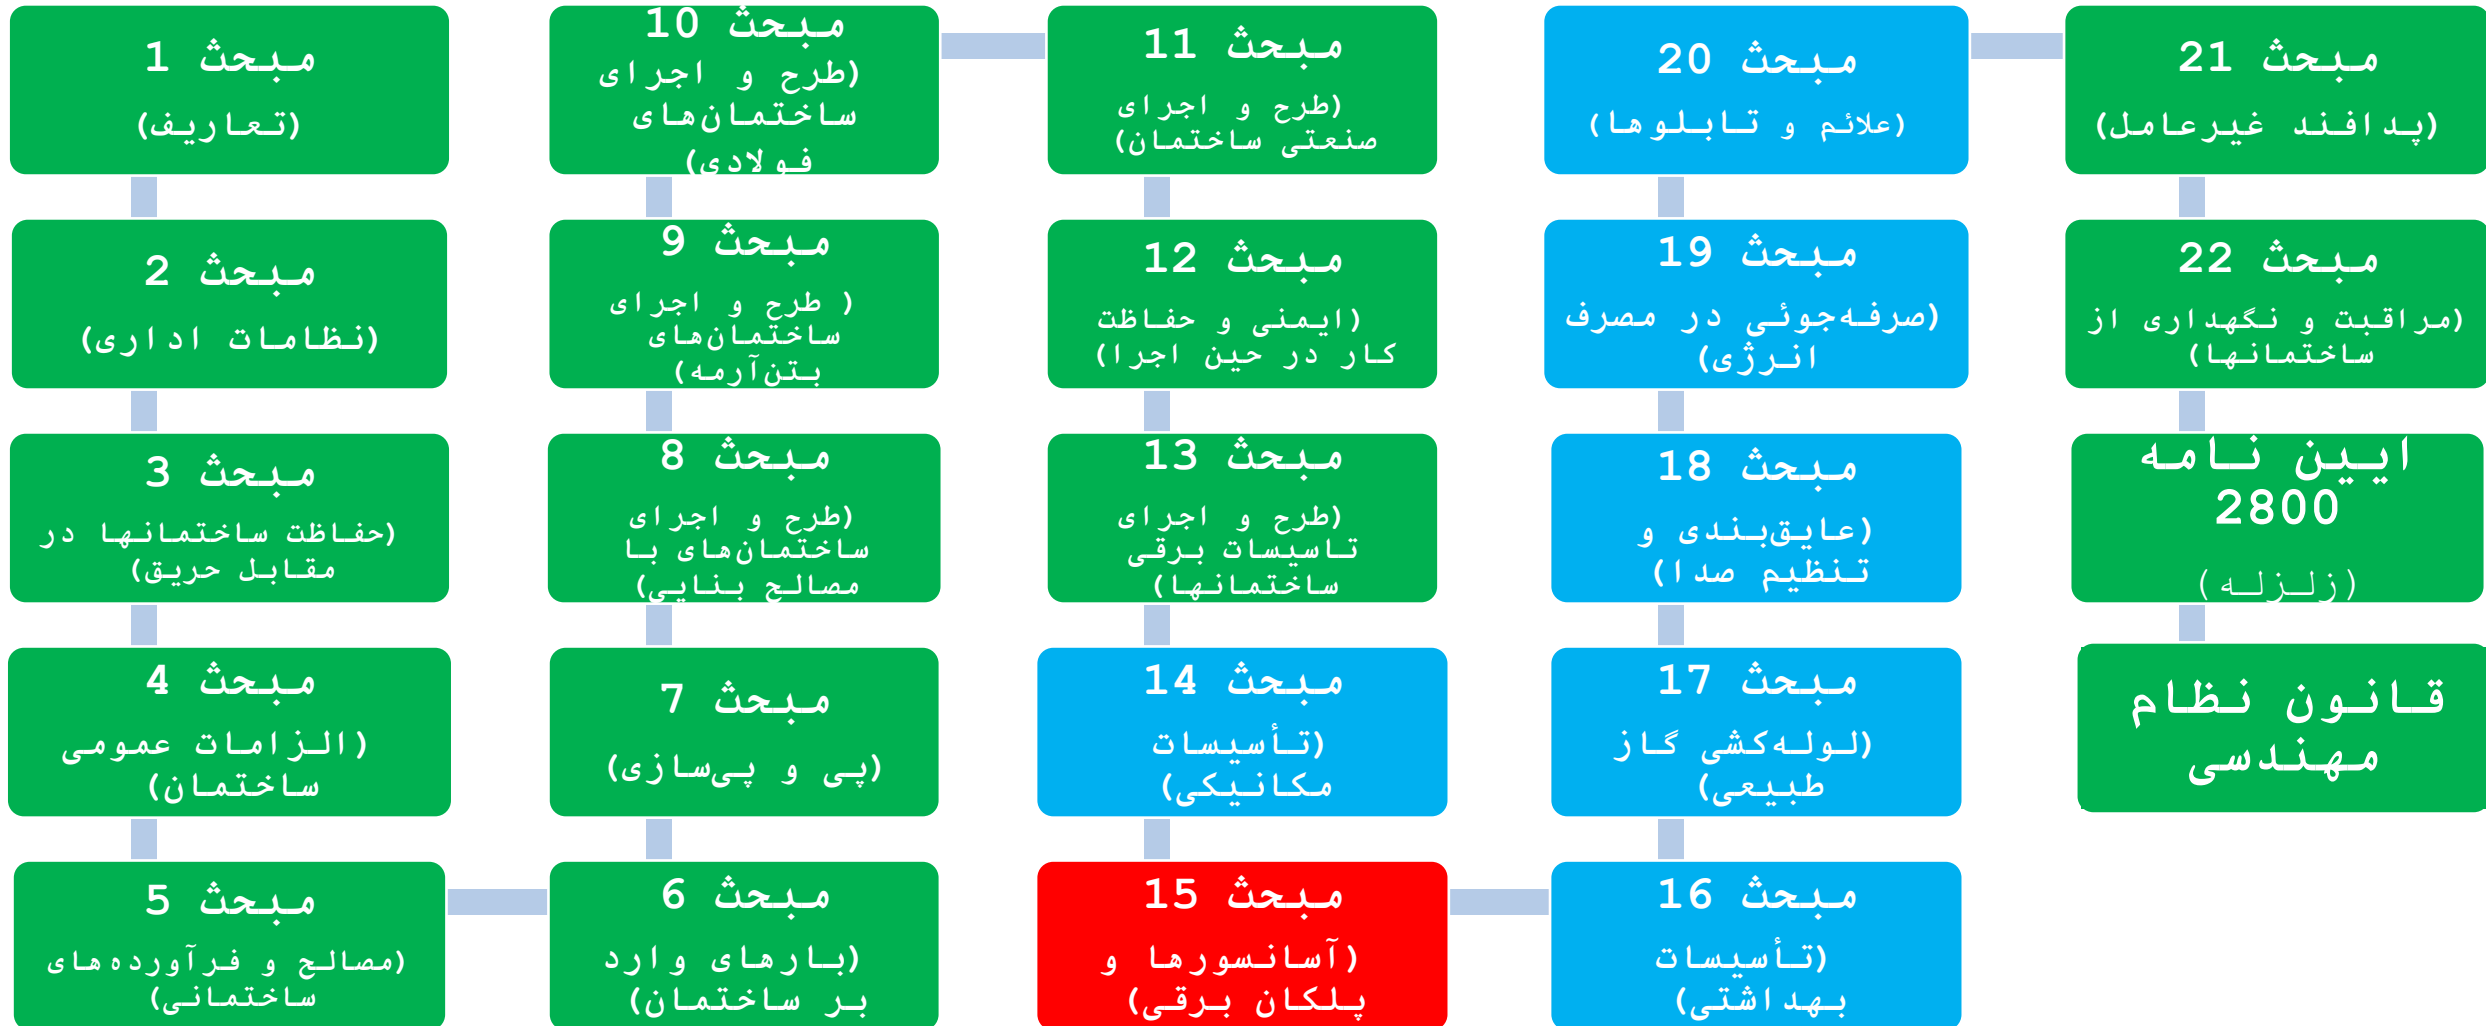 مبحث 1
(تعاریف)
مبحث 2
(نظامات اداری)
مبحث 3
(حفاظت ساختمانها در
مقابل حریق)
مبحث 4
(الزامات عمومی
ساختمان)
مبحث 5
(مصالح و فرآورده‌های
ساختمانی)
مبحث 6
(بارهای وارد
بر ساختمان)
مبحث 7
(پی و پی‌سازی)
مبحث 8
(طرح و اجرای
ساختمان‌های با
مصالح بنایی)
مبحث 9
( طرح و اجرای
ساختمان‌های
بتن‌آرمه)
مبحث 10
(طرح و اجرای
ساختمان‌های
فولادی)
مبحث 11
(طرح و اجرای
صنعتی ساختمان)
مبحث 12
(ایمنی و حفاظت
کار در حین اجرا)
مبحث 13
(طرح و اجرای
تاسیسات برقی
ساختمانها)
مبحث 14
(تأسیسات
مکانیکی)
مبحث 15
(آسانسورها و
پلکان برقی)
مبحث 16
(تأسیسات
بهداشتی)
مبحث 17
(لوله‌کشی گاز
طبیعی)
مبحث 18
(عایق‌بندی و
تنظیم صدا)
مبحث 19
(صرفه‌جوئی در مصرف
انرژی)
مبحث 20
(علائم و تابلوها)
مبحث 21
(پدافند غیرعامل)
مبحث 22
(مراقبت و نگهداری از
ساختمانها)
ایین نامه
2800
(زلزله)
قانون نظام
مهندسی